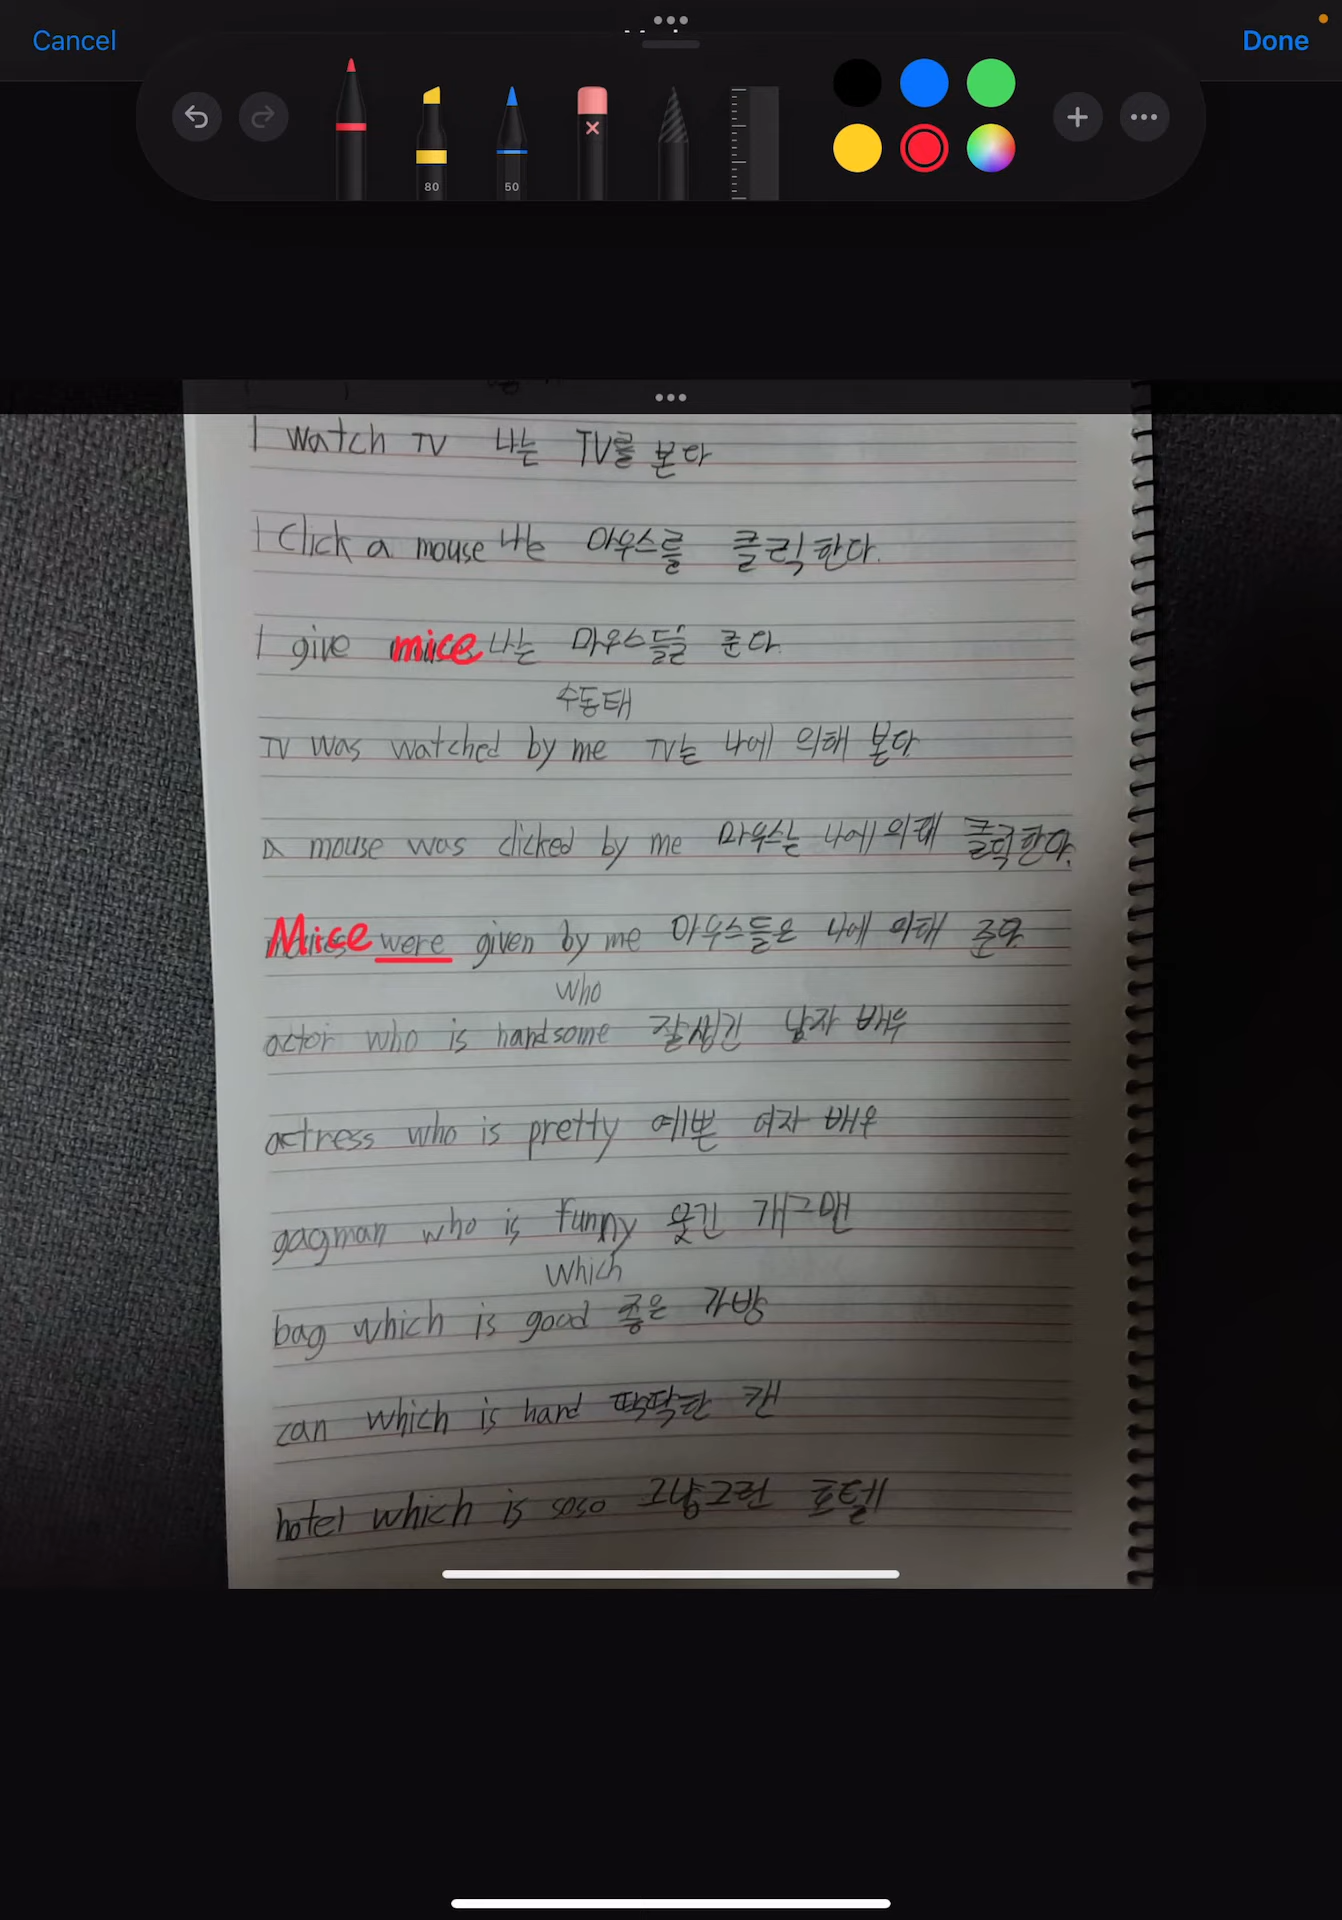 Cancel
Done
80
50
I watch TV 나는 TV를 본다
I Click a mouse 나는 마우스를 클릭한다.
I give mice 나는 마우스들을 준다.
수동태
TV was watched by me TV는 나에 의해 본다
a mouse was clicked by me 마우스는 나에 의해 클릭한다.
Mice were given by me 마우스들은 나에 의해 준다
who
actor who is handsome 잘생긴 남자 배우
actress who is pretty 예쁜 여자 배우
gagman who is funny 웃긴 개그맨
Which
bag which is good 좋은 가방
can which is hard 딱딱한 캔
hotel which is soso 그냥그런 호텔